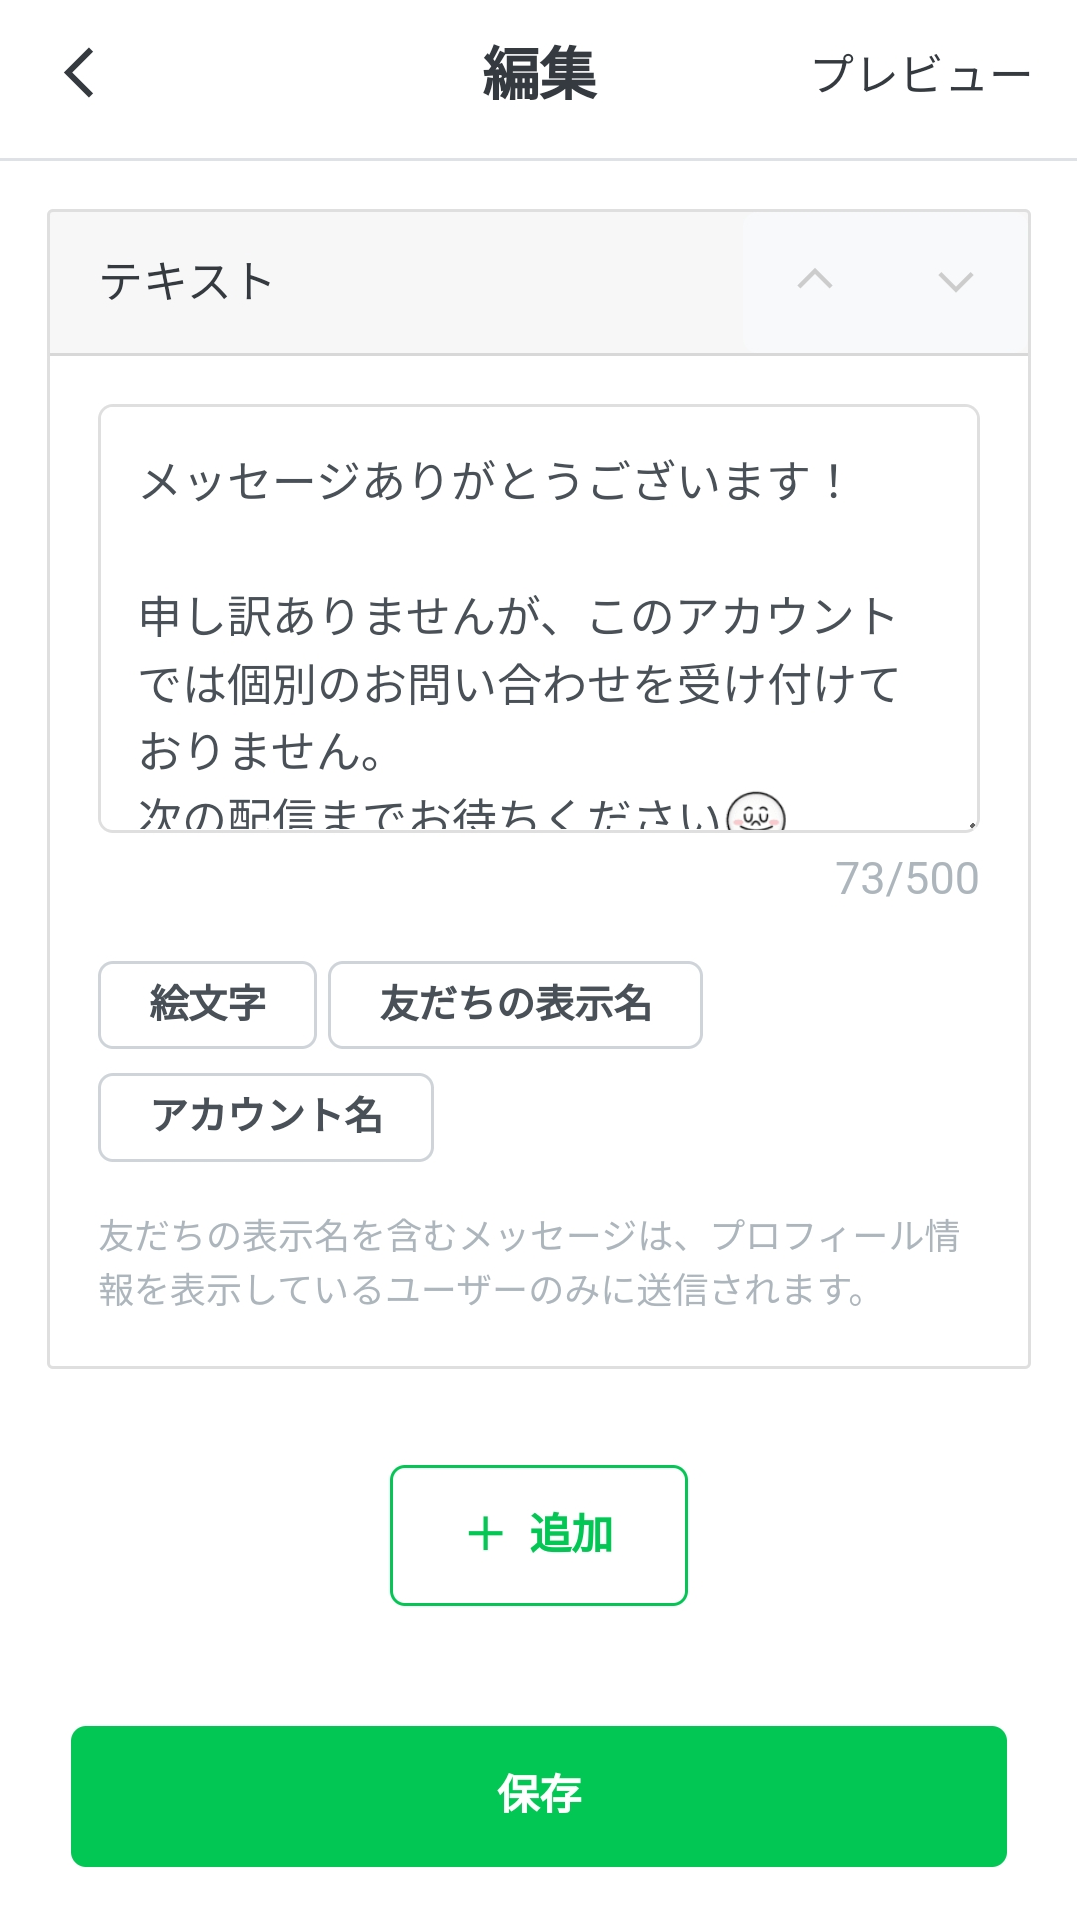 編集
プレビュー
テキスト
メッセージありがとうございます！
申し訳ありませんが、このアカウント
では個別のお問い合わせを受け付けて
おりません。
次の配信までお待ちください
73/500
絵文字
友だちの表示名
アカウント名
友だちの表示名を含むメッセージは、プロフィール情
報を表示しているユーザーのみに送信されます。
＋ 追加
保存